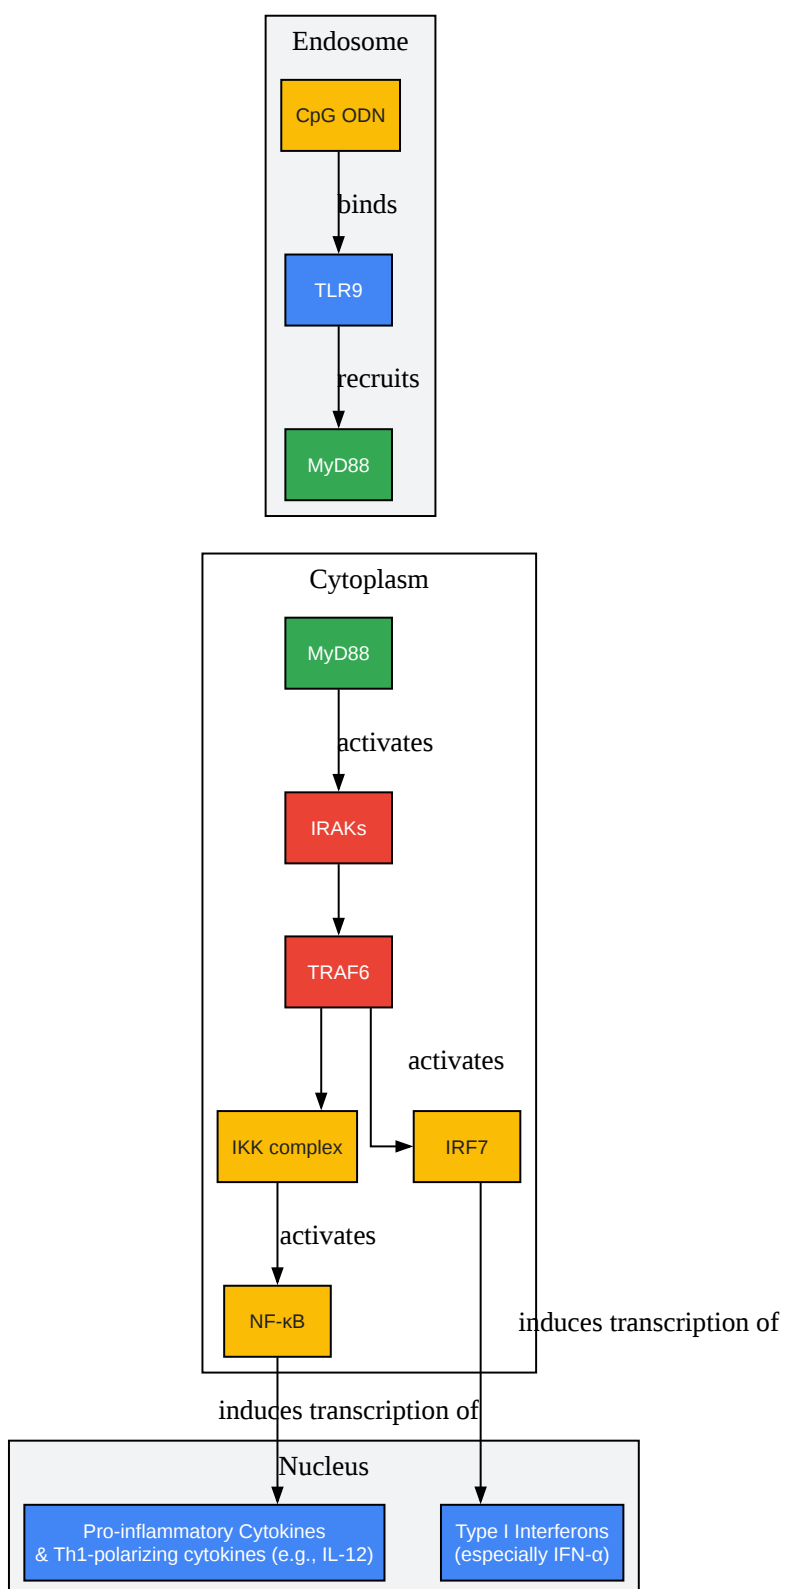 Endosome
CpG ODN
binds
TLR9
recruits
MyD88
Cytoplasm
MyD88
activates
IRAKs
TRAF6
activates
IKK complex
IRF7
activates
NF-κB
induces transcription of
induces transcription of
Nucleus
Pro-inflammatory Cytokines
& Th1-polarizing cytokines (e.g., IL-12)
Type I Interferons
(especially IFN-α)